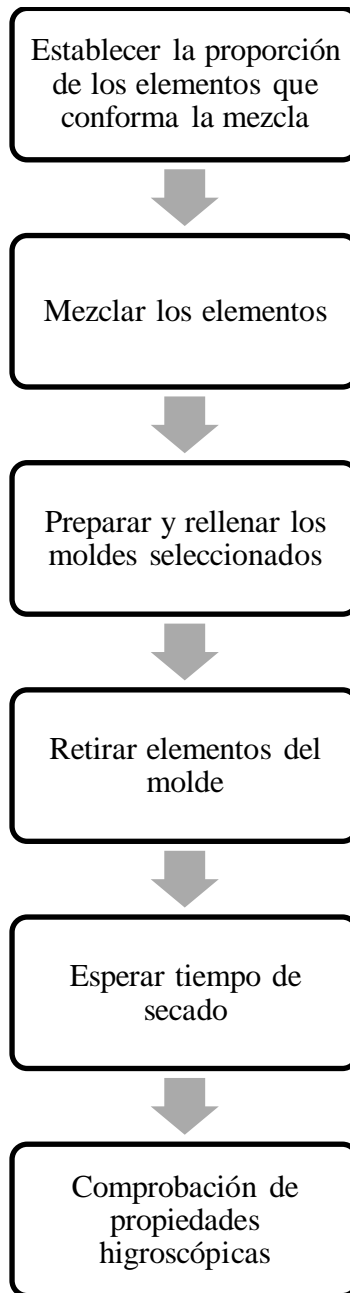 Establecer la proporción
de los elementos que
conforma la mezcla
Mezclar los elementos
Preparar y rellenar los
moldes seleccionados
Retirar elementos del
molde
Esperar tiempo de
secado
Comprobación de
propiedades
higroscópicas